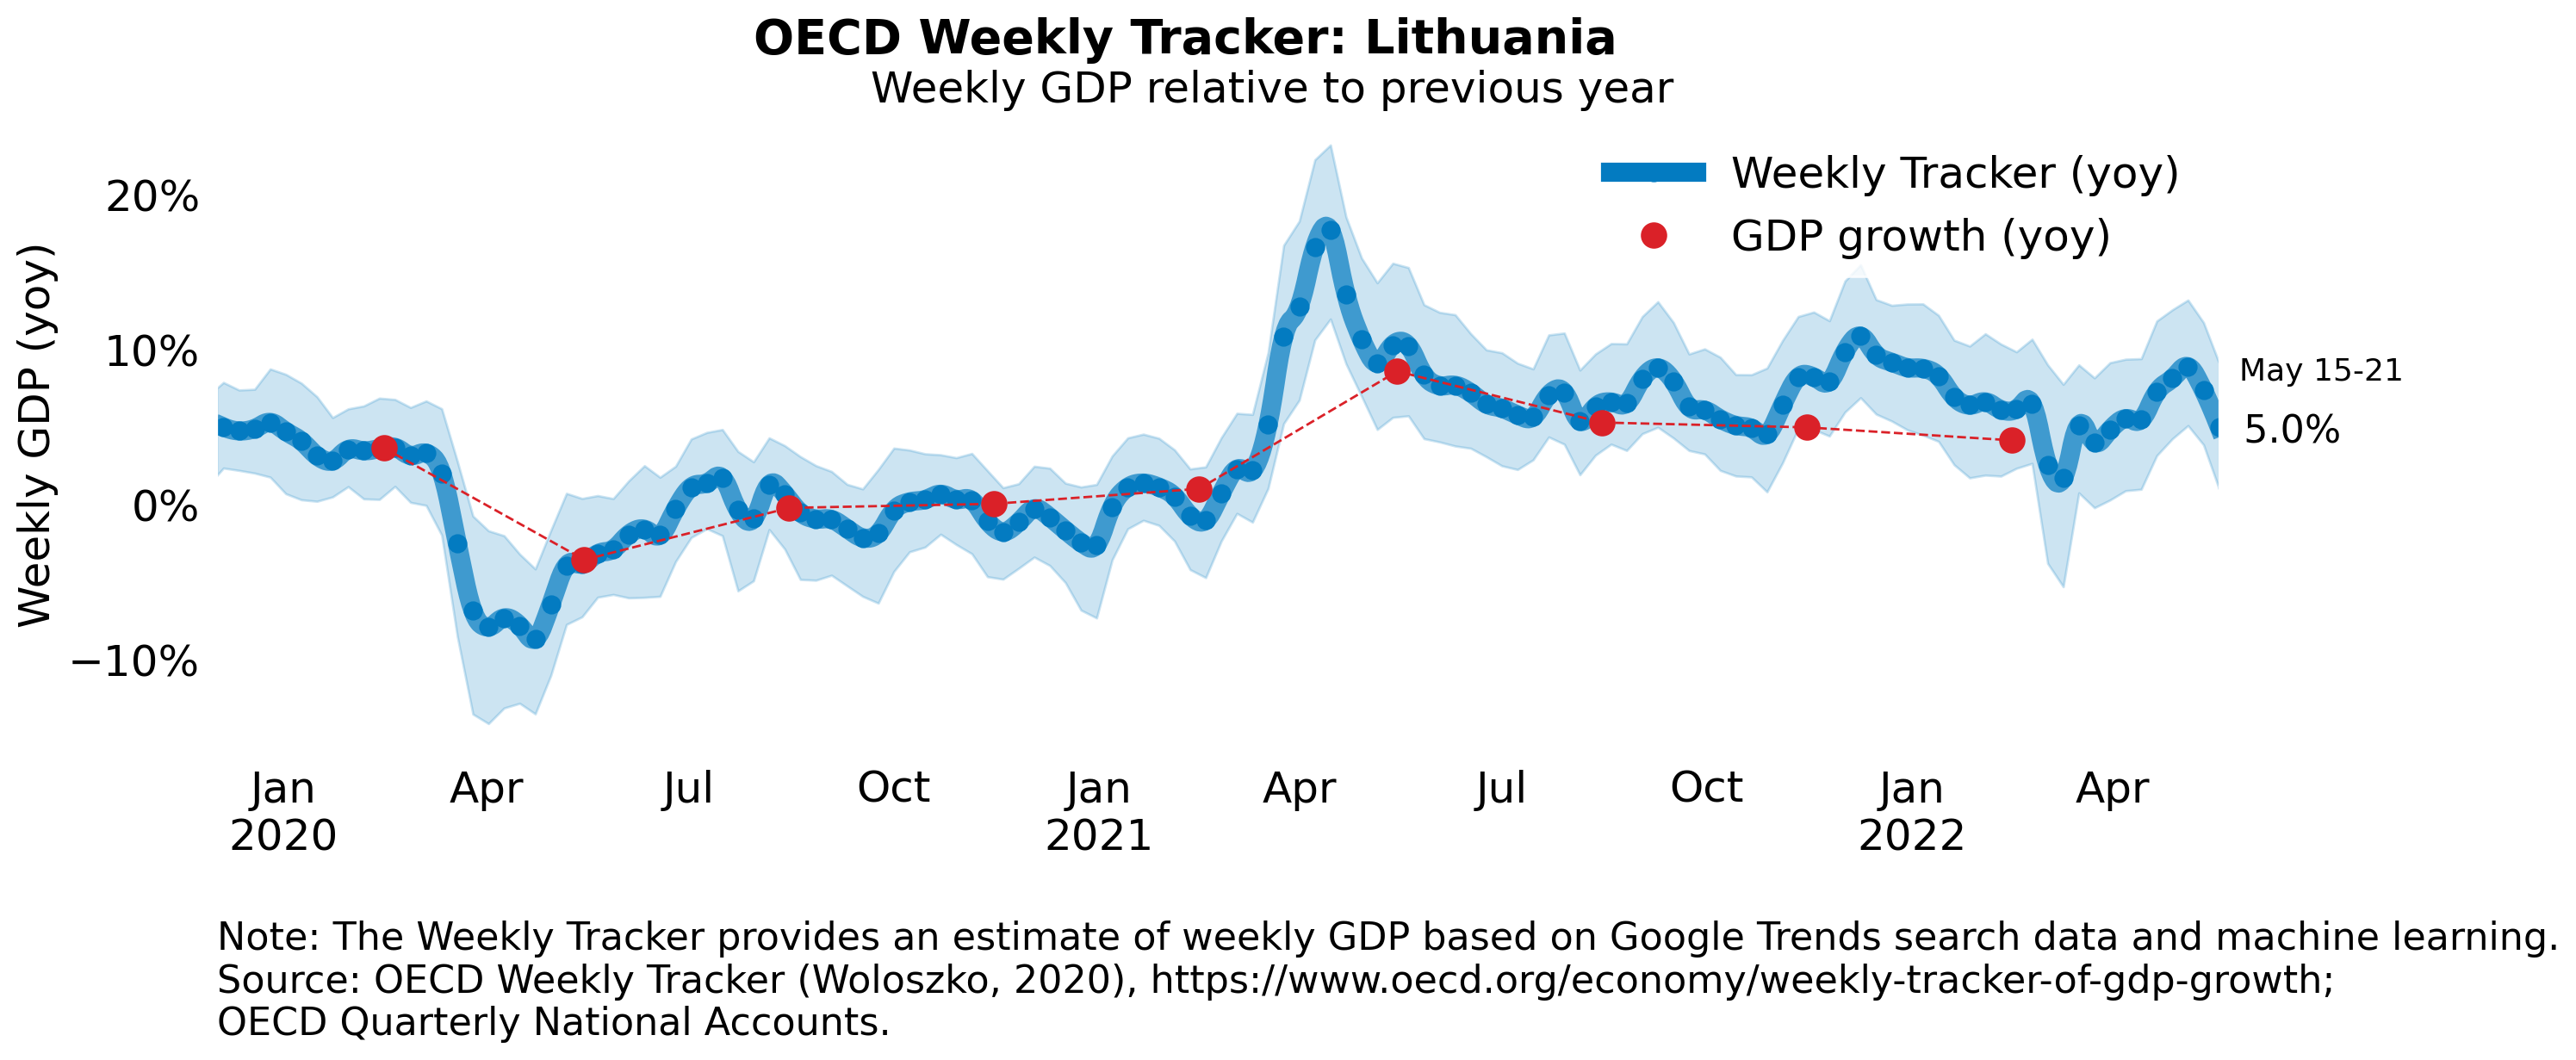 OECD Weekly Tracker: Lithuania
Weekly GDP relative to previous year
Weekly Tracker (yoy)
GDP growth (yoy)
Weekly GDP (yoy)
20%
10%
0%
−10%
May 15-21
5.0%
Jan Apr Jul Oct Jan Apr Jul Oct Jan Apr
2020 2021 2022
Note: The Weekly Tracker provides an estimate of weekly GDP based on Google Trends search data and machine learning.
Source: OECD Weekly Tracker (Woloszko, 2020), https://www.oecd.org/economy/weekly-tracker-of-gdp-growth;
OECD Quarterly National Accounts.